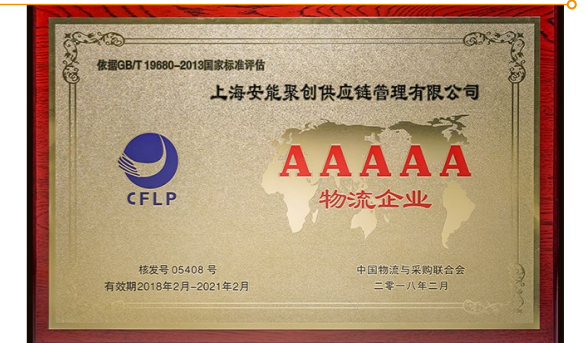 依据GB/T 19680-2013国家标准评估
上海安能聚创供应链管理有限公司
AAAAA
CFLP
物流企业
核发号 05408 号
中国物流与采购联合会
有效期2018年2月-2021年2月
二零一八年二月